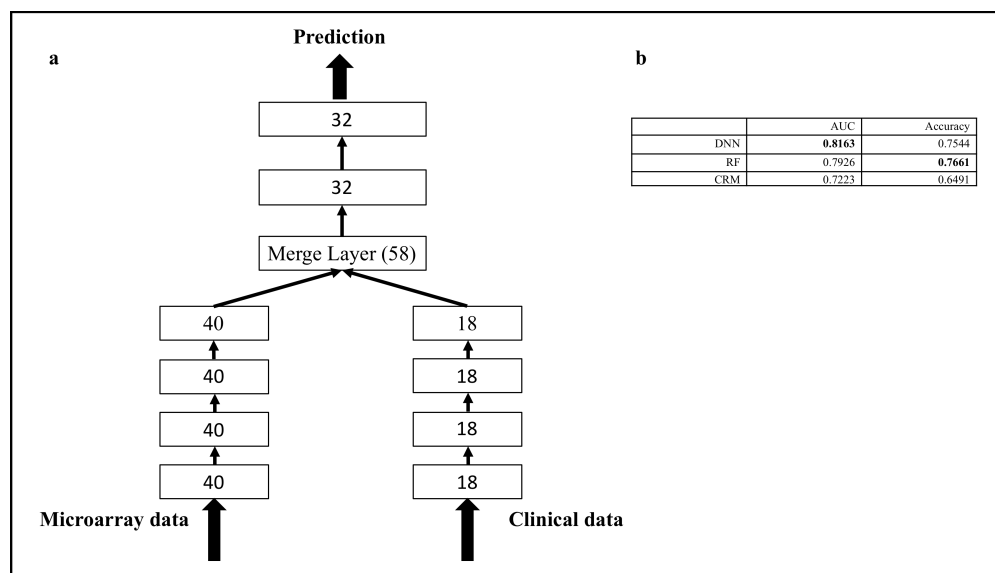 a
Prediction
32
32
Merge Layer (58)
40
18
40
18
40
18
40
18
Microarray data
Clinical data
b
AUC Accuracy
DNN 0.8163 0.7544
RF 0.7926 0.7661
CRM 0.7223 0.6491